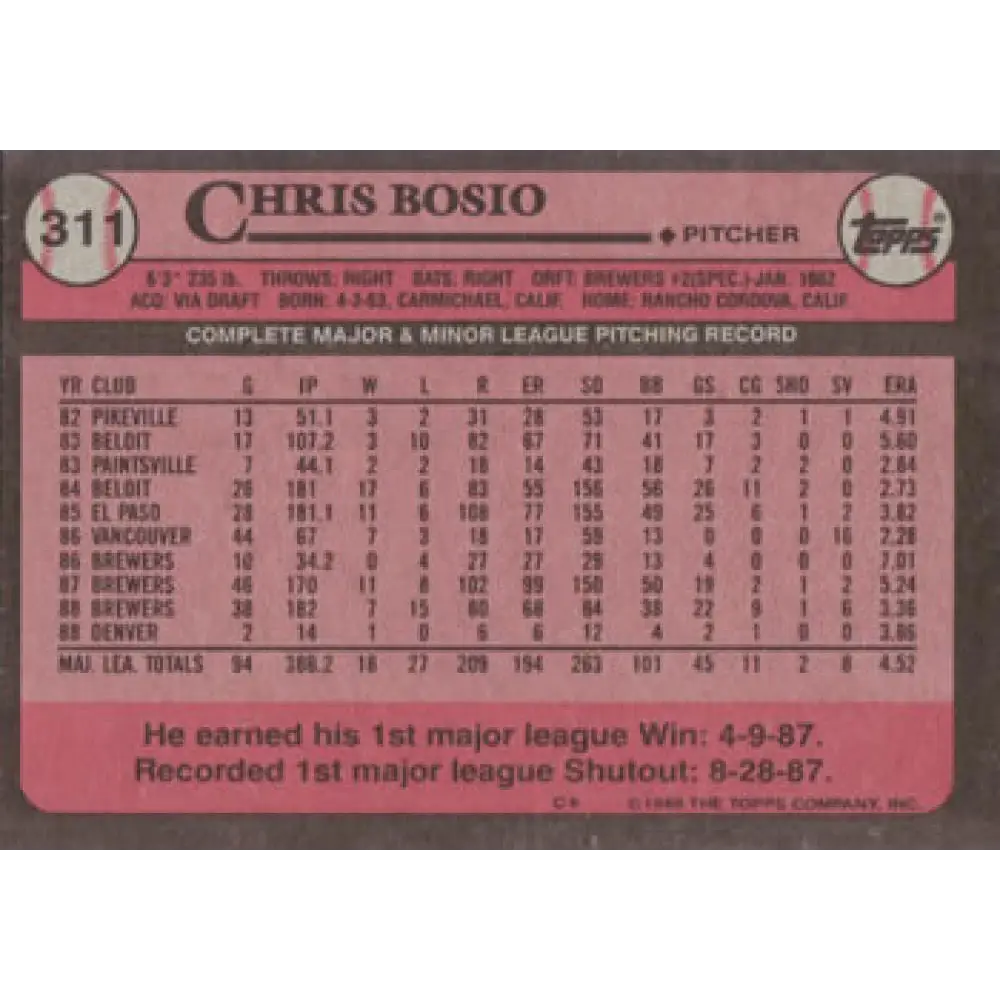 311
CHRIS BOSIO
PITCHER
Topps®
6'3" 235 lb. THROWS: RIGHT BATS: RIGHT DRFT: BREWERS #2(SPEC.)-JAN. 1982
ACQ: VIA DRAFT BORN: 4-3-63, CARMICHAEL, CALIF. HOME: RANCHO CORDOVA, CALIF.
COMPLETE MAJOR & MINOR LEAGUE PITCHING RECORD
YR CLUB G IP W L R ER SO BB GS CG SHO SV ERA
82 PIKEVILLE 13 51.1 3 2 31 28 53 17 3 2 1 1 4.91
83 BELOIT 17 107.2 3 10 82 67 71 41 17 3 0 0 5.60
83 PAINTSVILLE 7 44.1 2 2 18 14 43 18 7 2 2 0 2.84
84 BELOIT 26 181 17 6 83 55 156 56 26 11 2 0 2.73
85 EL PASO 28 181.1 11 6 108 77 155 49 25 6 1 2 3.82
86 VANCOUVER 44 67 7 3 18 17 59 13 0 0 0 16 2.28
86 BREWERS 10 34.2 0 4 27 27 29 13 4 0 0 0 7.01
87 BREWERS 46 170 11 8 102 99 150 50 19 2 1 2 5.24
88 BREWERS 38 182 7 15 80 68 84 38 22 9 1 6 3.36
88 DENVER 2 14 1 0 6 6 12 4 2 1 0 0 3.86
MAJ. LEA. TOTALS 94 386.2 18 27 209 194 263 101 45 11 2 8 4.52
He earned his 1st major league Win: 4-9-87.
Recorded 1st major league Shutout: 8-28-87.
THE TOPPS COMPANY, INC.